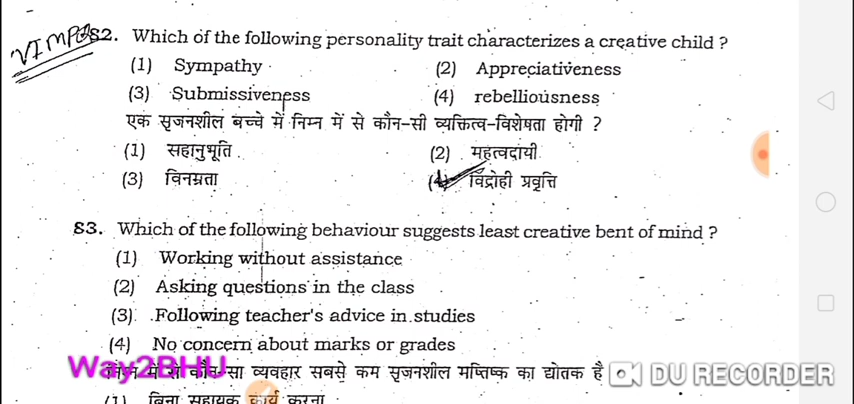 V I MP
82. Which of the following personality trait characterizes a creative child ?
(1) Sympathy (2) Appreciativeness
(3) Submissiveness (4) rebelliousness
एक सृजनशील बच्चे में निम्न में से कौन-सी व्यक्तित्व-विशेषता होगी ?
(1) सहानुभूति (2) महत्वदायी
(3) विनम्रता (4) विद्रोही प्रवृत्ति
83. Which of the following behaviour suggests least creative bent of mind ?
(1) Working without assistance
(2) Asking questions in the class
(3) Following teacher's advice in studies
(4) No concern about marks or grades
Way2BHU
निम्न में से कौन-सा व्यवहार सबसे कम सृजनशील मष्तिष्क का द्योतक है
DU RECORDER
(1) बिना सहायक कार्य करना